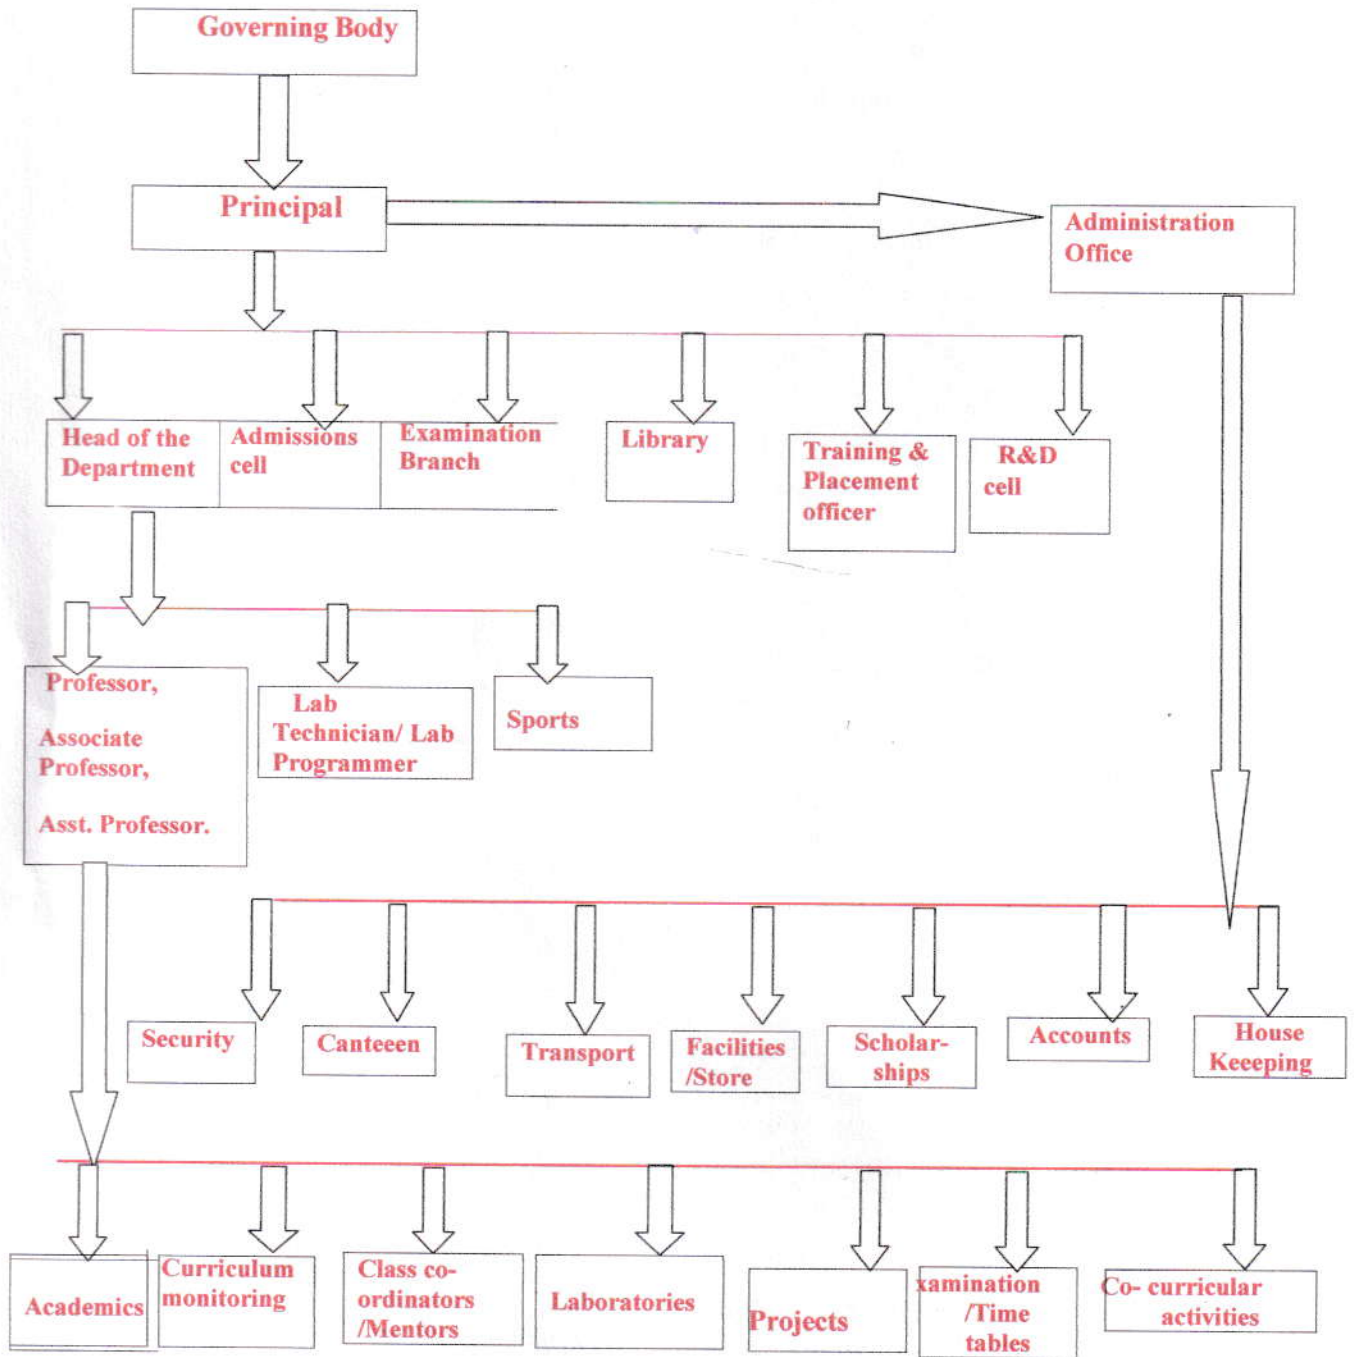 Governing Body
Principal
Administration
Office
Head of the
Department
Admissions
cell
Examination
Branch
Library
Training &
Placement
officer
R&D
cell
Professor,
Associate
Professor,
Asst. Professor.
Lab
Technician/ Lab
Programmer
Sports
Security
Canteeen
Transport
Facilities
/Store
Scholar-
ships
Accounts
House
Keeeping
Academics
Curriculum
monitoring
Class co-
ordinators
/Mentors
Laboratories
Projects
xamination
/Time
tables
Co- curricular
activities